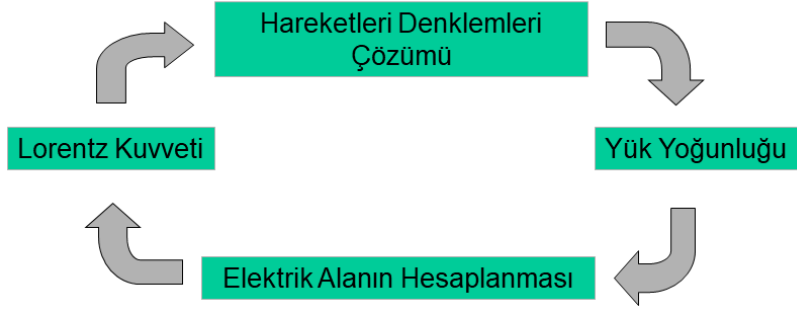 Hareketleri Denklemleri
Çözümü
Lorentz Kuvveti
Yük Yoğunluğu
Elektrik Alanın Hesaplanması